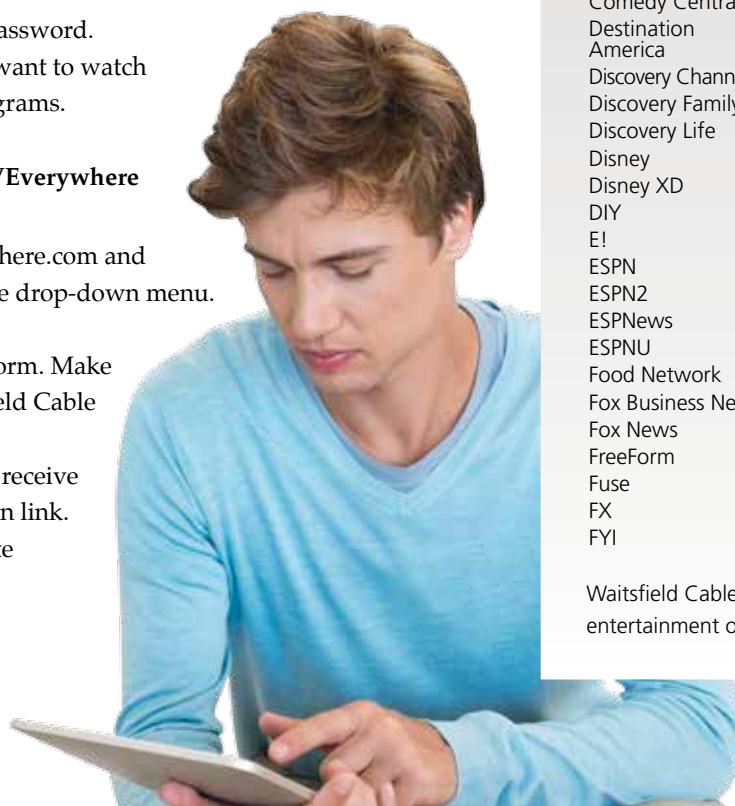 assword.
want to watch
grams.
VEverywhere
here.com and
e drop-down menu.
orm. Make
eld Cable
receive
n link.
te
Comedy Centra
Destination
America
Discovery Chann
Discovery Family
Discovery Life
Disney
Disney XD
DIY
E!
ESPN
ESPN2
ESPNews
ESPNU
Food Network
Fox Business Ne
Fox News
FreeForm
Fuse
FX
FYI
Waitsfield Cable
entertainment o